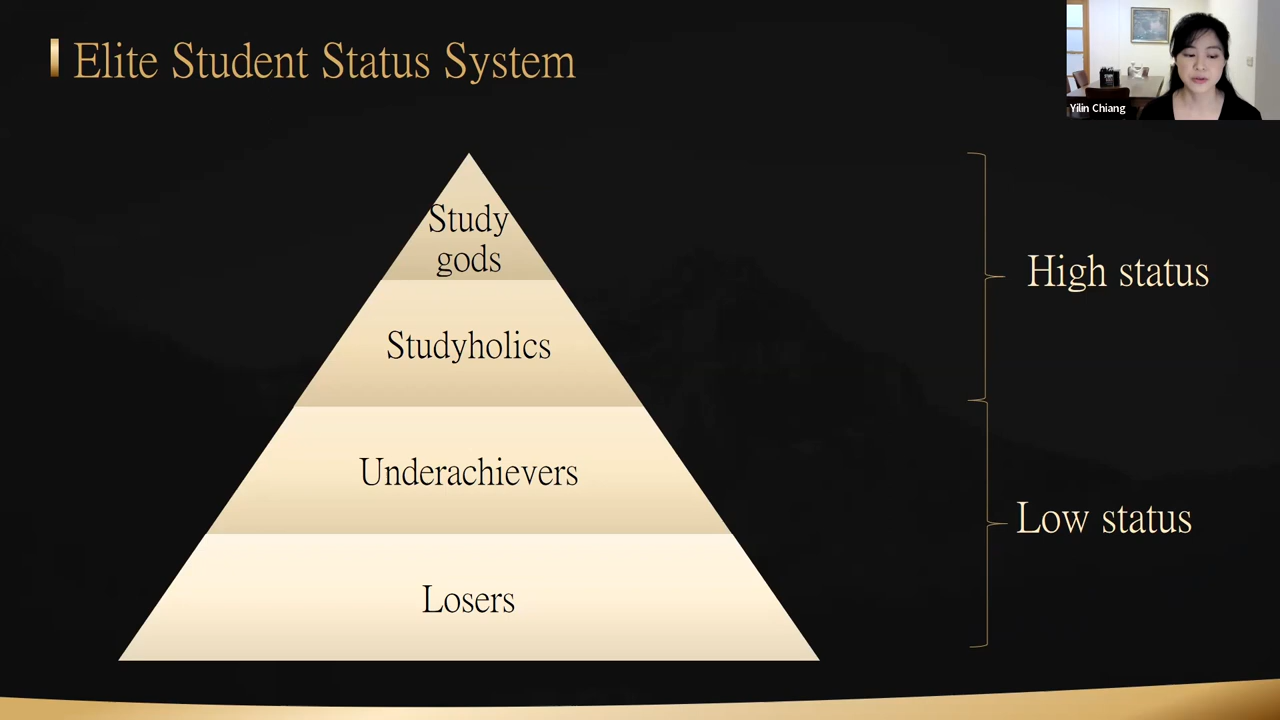 Elite Student Status System
Yilin Chiang
Study
gods
Studyholics
Underachievers
Losers
High status
Low status